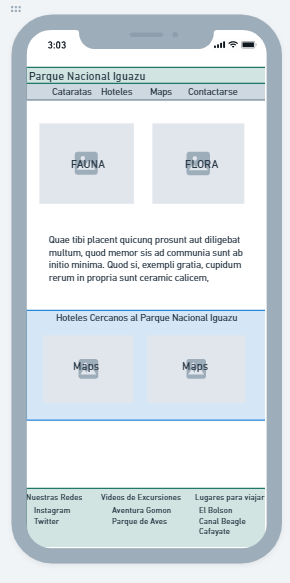 3:03
Parque Nacional Iguazu
Cataratas Hoteles Maps Contactarse
FAUNA FLORA
Quae tibi placent quicunq prosunt aut diligebat
multum, quod memor sis ad communia sunt ab
initio minima. Quod si, exempli gratia, cupidum
rerum in propria sunt ceramic calicem,
Hoteles Cercanos al Parque Nacional Iguazu
Maps Maps
Nuestras Redes Videos de Excursiones Lugares para viajar
Instagram Aventura Gomon El Bolson
Twitter Parque de Aves Canal Beagle
Cafayate